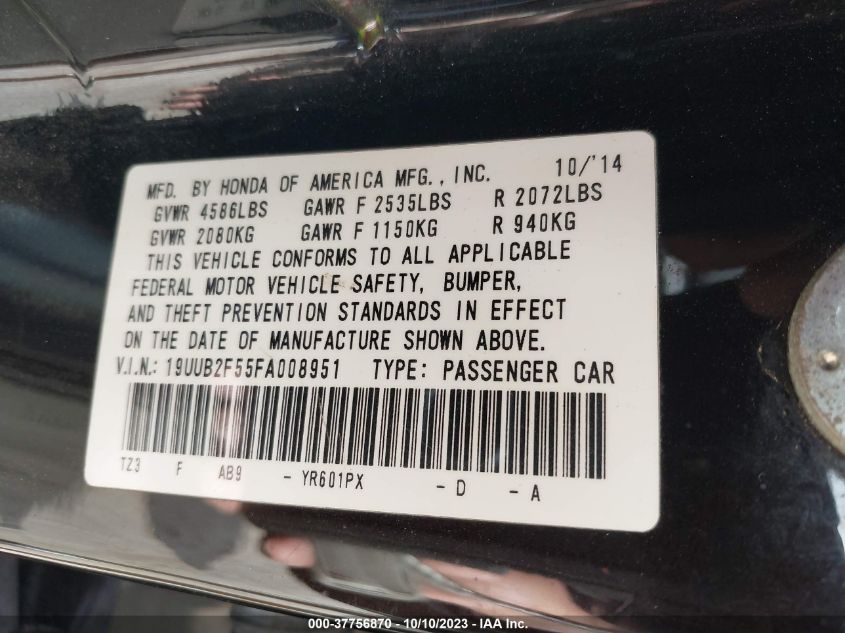 MFD. BY HONDA OF AMERICA MFG., INC. 10/'14
GVWR 4586LBS GAWR F 2535LBS R 2072LBS
GVWR 2080KG GAWR F 1150KG R 940KG
THIS VEHICLE CONFORMS TO ALL APPLICABLE
FEDERAL MOTOR VEHICLE SAFETY, BUMPER,
AND THEFT PREVENTION STANDARDS IN EFFECT
ON THE DATE OF MANUFACTURE SHOWN ABOVE.
V.I.N.: 19UUB2F55FA008951 TYPE: PASSENGER CAR
TZ3 F AB9 - YR601PX - D - A
000-37756870 - 10/10/2023 - IAA Inc.